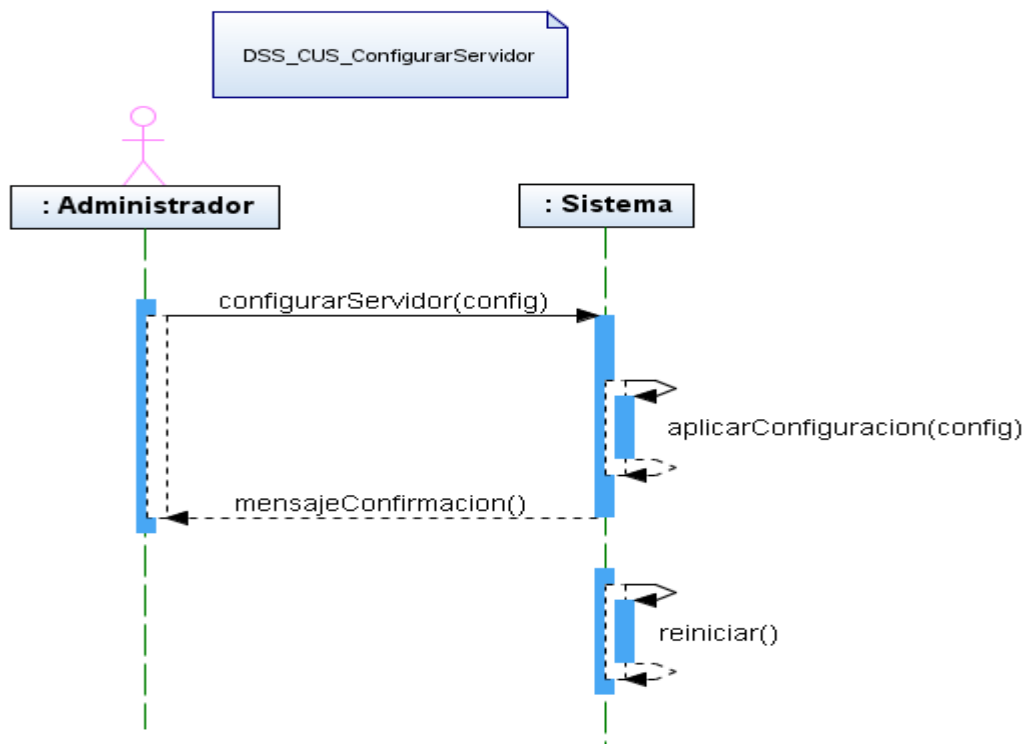 DSS_CUS_ConfigurarServidor
: Administrador
: Sistema
configurarServidor(config)
aplicarConfiguracion(config)
mensajeConfirmacion()
reiniciar()